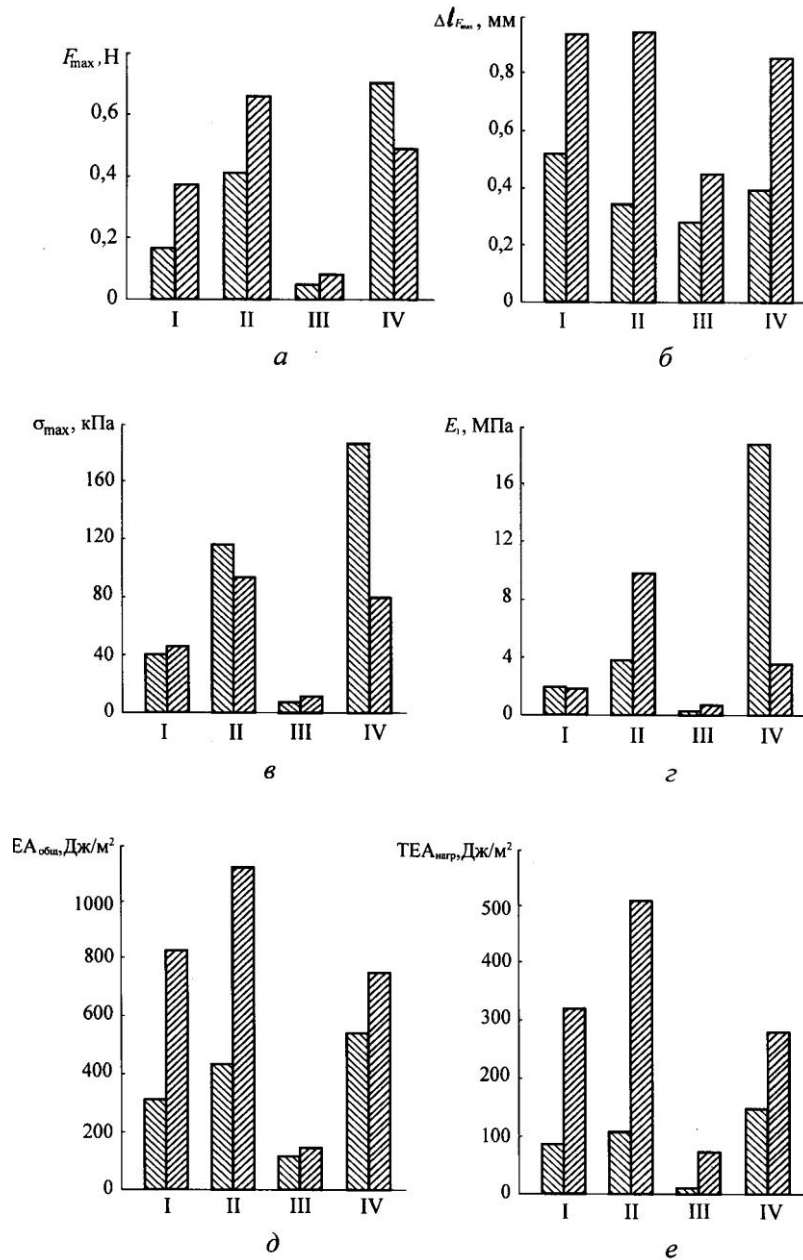 F_max, Н
0,6
0,4
0,2
0
I II III IV
а
Δl_Fmax, мм
0,8
0,6
0,4
0,2
0
I II III IV
б
σ_max, кПа
160
120
80
40
0
I II III IV
в
E₁, МПа
16
12
8
4
0
I II III IV
г
ЕА_общ, Дж/м²
1000
800
600
400
200
0
I II III IV
д
ТЕА_нагр, Дж/м²
500
400
300
200
100
0
I II III IV
е